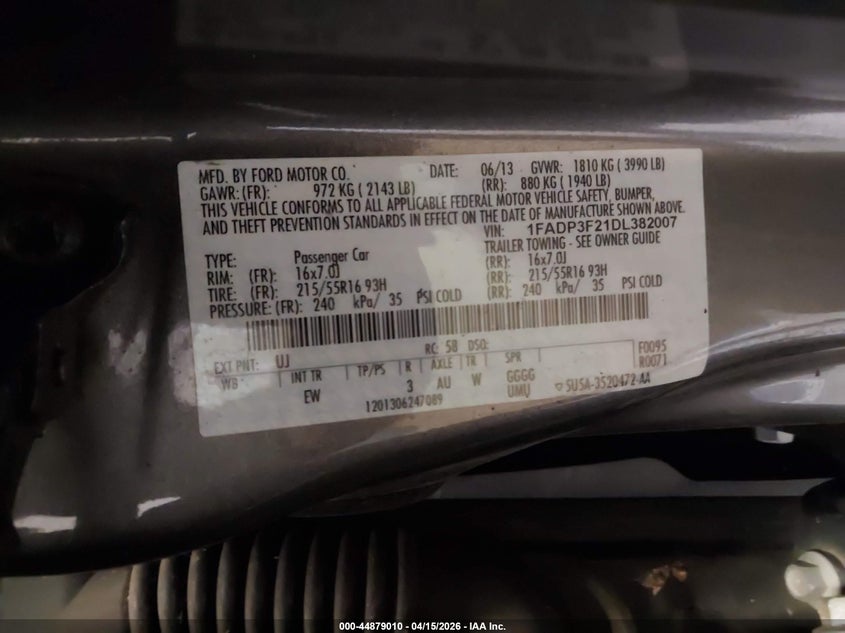 MFD. BY FORD MOTOR CO. DATE: 06/13 GVWR: 1810 KG ( 3990 LB)
GAWR: (FR): 972 KG ( 2143 LB) (RR): 880 KG ( 1940 LB)
THIS VEHICLE CONFORMS TO ALL APPLICABLE FEDERAL MOTOR VEHICLE SAFETY, BUMPER,
AND THEFT PREVENTION STANDARDS IN EFFECT ON THE DATE OF MANUFACTURE SHOWN ABOVE.
VIN: 1FADP3F21DL382007
TYPE: Passenger Car TRAILER TOWING - SEE OWNER GUIDE
RIM: (FR): 16x7.0J (RR): 16x7.0J
TIRE: (FR): 215/55R16 93H (RR): 215/55R16 93H
PRESSURE: (FR): 240 kPa/ 35 PSI COLD (RR): 240 kPa/ 35 PSI COLD
EXT PNT: UJ RC: 58 DSO: F0095
WB INT TR TP/PS R AXLE TR SPR R0071
EW 3 AU W GGGG
UMU
1201306247089 SU5A-3520472-AA
000-44879010 - 04/15/2026 - IAA Inc.